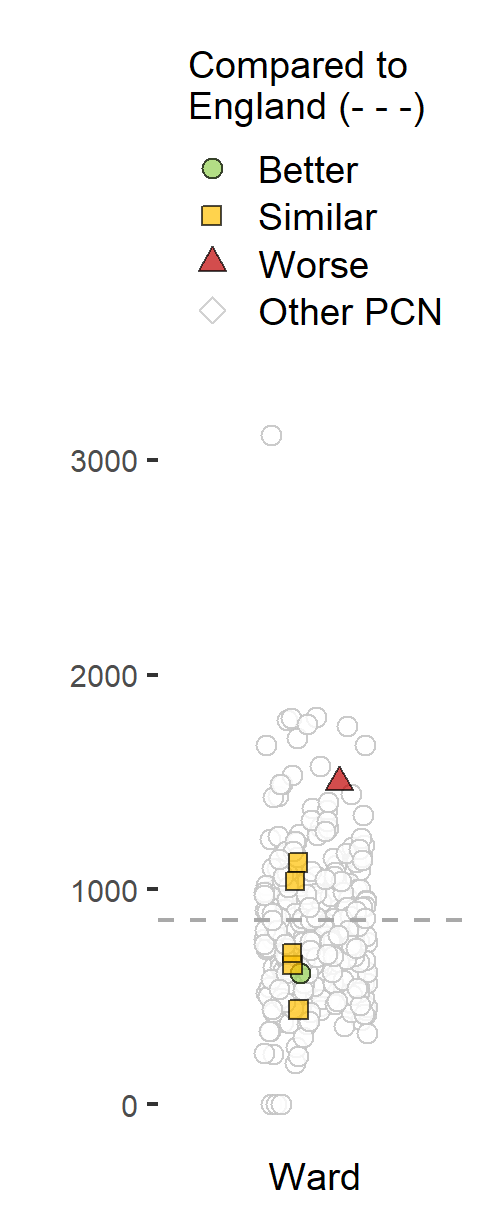 Compared to
England (- - -)
Better
Similar
Worse
Other PCN
3000
2000
1000
0
Ward